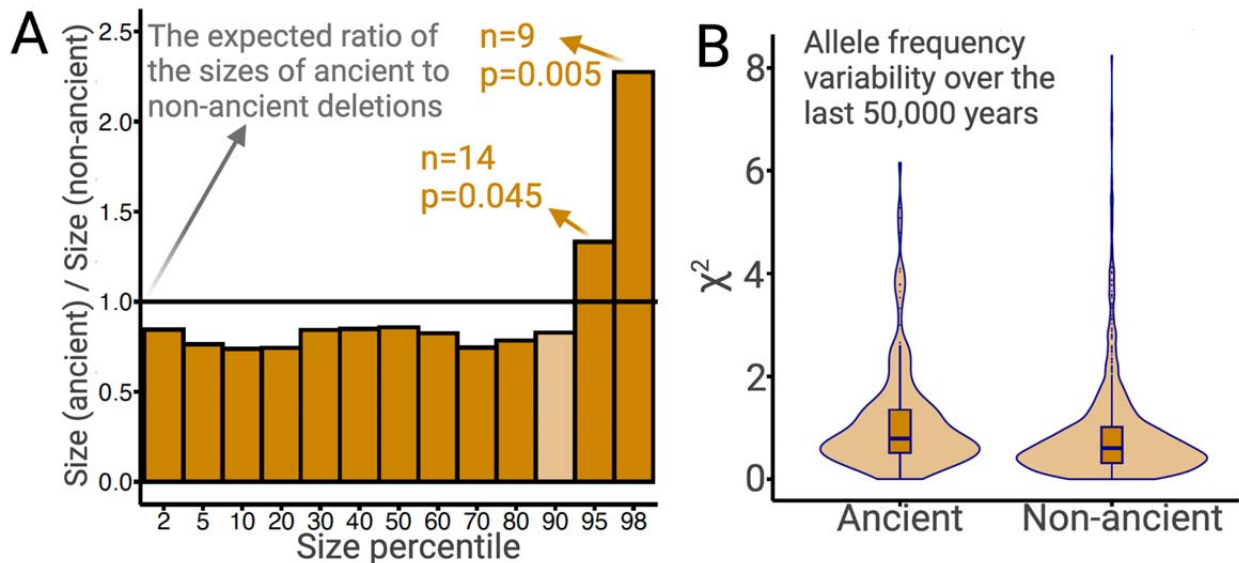 A
The expected ratio of
the sizes of ancient to
non-ancient deletions
n=9
p=0.005
n=14
p=0.045
Size (ancient) / Size (non-ancient)
2.5
2.0
1.5
1.0
0.5
0.0
2 5 10 20 30 40 50 60 70 80 90 95 98
Size percentile
B
Allele frequency
variability over the
last 50,000 years
χ²
8
6
4
2
0
Ancient Non-ancient